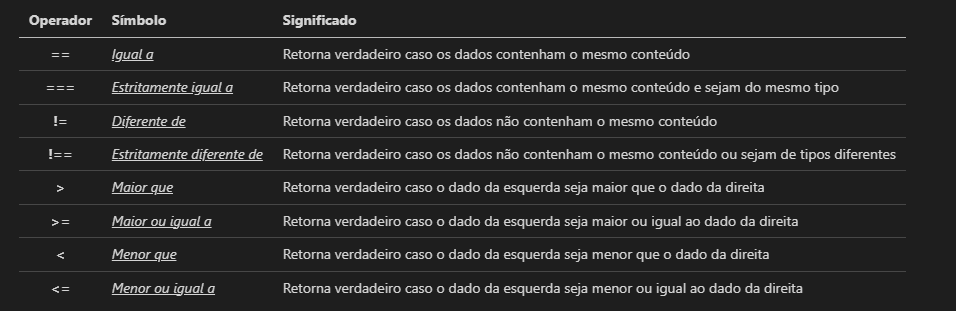 Operador Símbolo Significado
== Igual a Retorna verdadeiro caso os dados contenham o mesmo conteúdo
=== Estritamente igual a Retorna verdadeiro caso os dados contenham o mesmo conteúdo e sejam do mesmo tipo
!= Diferente de Retorna verdadeiro caso os dados não contenham o mesmo conteúdo
!== Estritamente diferente de Retorna verdadeiro caso os dados não contenham o mesmo conteúdo ou sejam de tipos diferentes
> Maior que Retorna verdadeiro caso o dado da esquerda seja maior que o dado da direita
>= Maior ou igual a Retorna verdadeiro caso o dado da esquerda seja maior ou igual ao dado da direita
< Menor que Retorna verdadeiro caso o dado da esquerda seja menor que o dado da direita
<= Menor ou igual a Retorna verdadeiro caso o dado da esquerda seja menor ou igual ao dado da direita